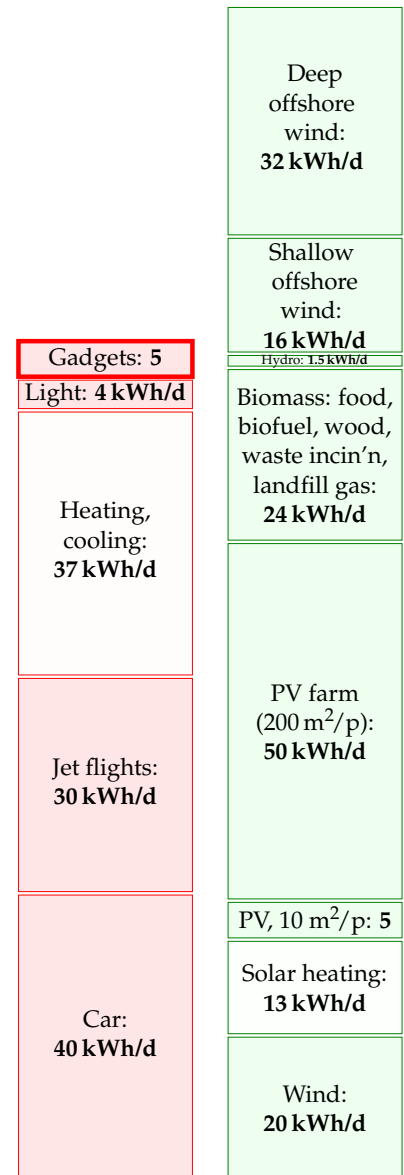 Gadgets: 5
Light: 4 kWh/d
Heating,
cooling:
37 kWh/d
Jet flights:
30 kWh/d
Car:
40 kWh/d
Deep
offshore
wind:
32 kWh/d
Shallow
offshore
wind:
16 kWh/d
Hydro: 1.5 kWh/d
Biomass: food,
biofuel, wood,
waste incin'n,
landfill gas:
24 kWh/d
PV farm
(200 m²/p):
50 kWh/d
PV, 10 m²/p: 5
Solar heating:
13 kWh/d
Wind:
20 kWh/d